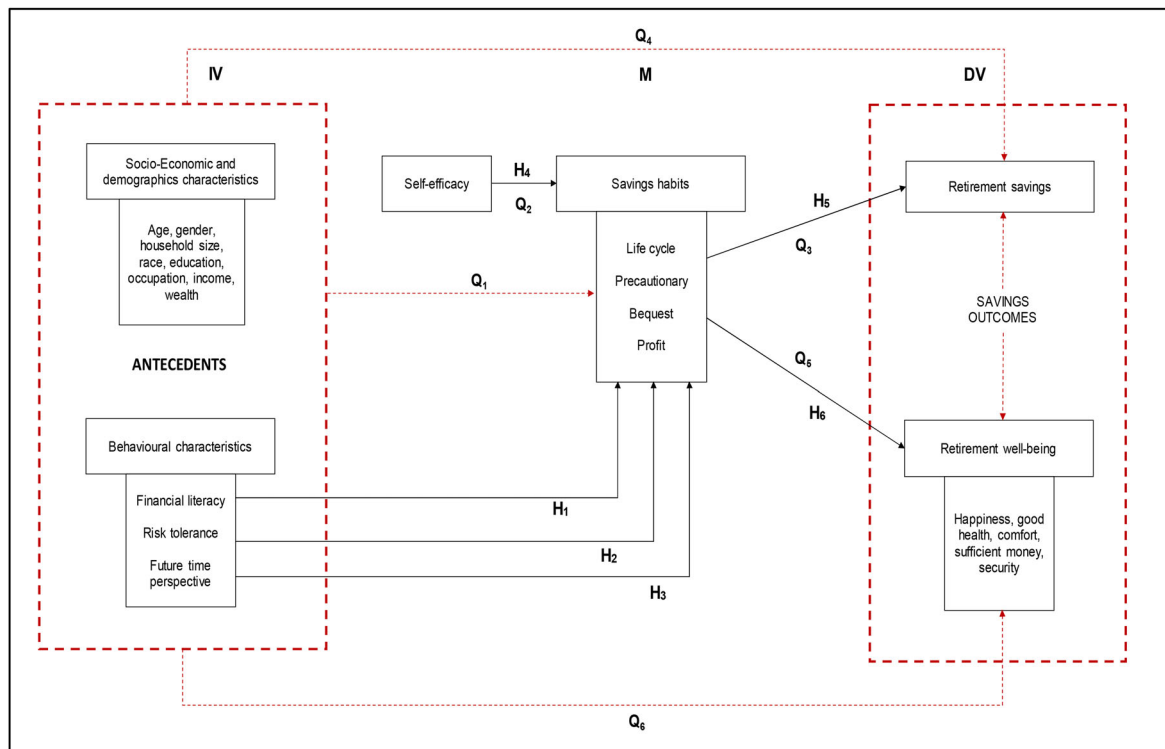 Q4
IV
M
DV
Socio-Economic and
demographics characteristics
Age, gender,
household size,
race, education,
occupation, income,
wealth
ANTECEDENTS
Behavioural characteristics
Financial literacy
Risk tolerance
Future time
perspective
Q1
H1
H2
H3
Self-efficacy
H4
Q2
Savings habits
Life cycle
Precautionary
Bequest
Profit
H5
Q3
Q5
H6
Retirement savings
SAVINGS
OUTCOMES
Retirement well-being
Happiness, good
health, comfort,
sufficient money,
security
Q6